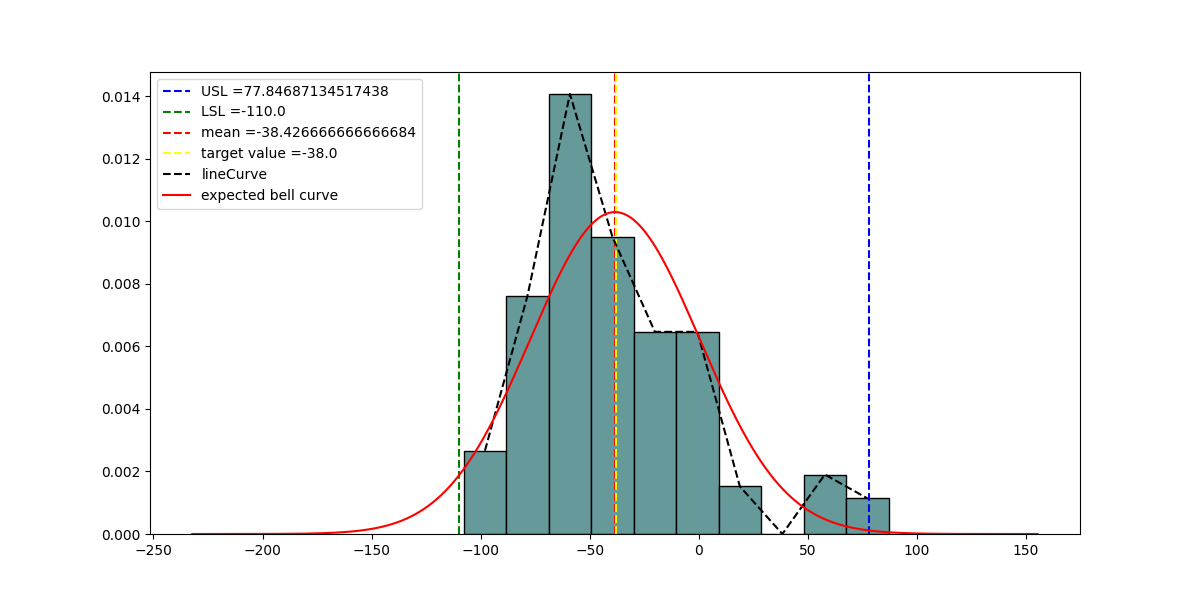 USL =77.84687134517438
LSL =-110.0
mean =-38.426666666666684
target value =-38.0
lineCurve
expected bell curve
0.014
0.012
0.010
0.008
0.006
0.004
0.002
0.000
−250 −200 −150 −100 −50 0 50 100 150